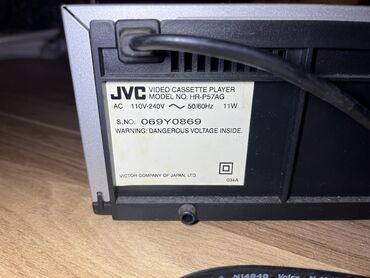 JVC VIDEO CASSETTE PLAYER
MODEL NO. HR-P57AG
AC 110V-240V ~ 50/60Hz 11W
S.NO. 069Y0869
WARNING: DANGEROUS VOLTAGE INSIDE.
VICTOR COMPANY OF JAPAN, LTD.
034A